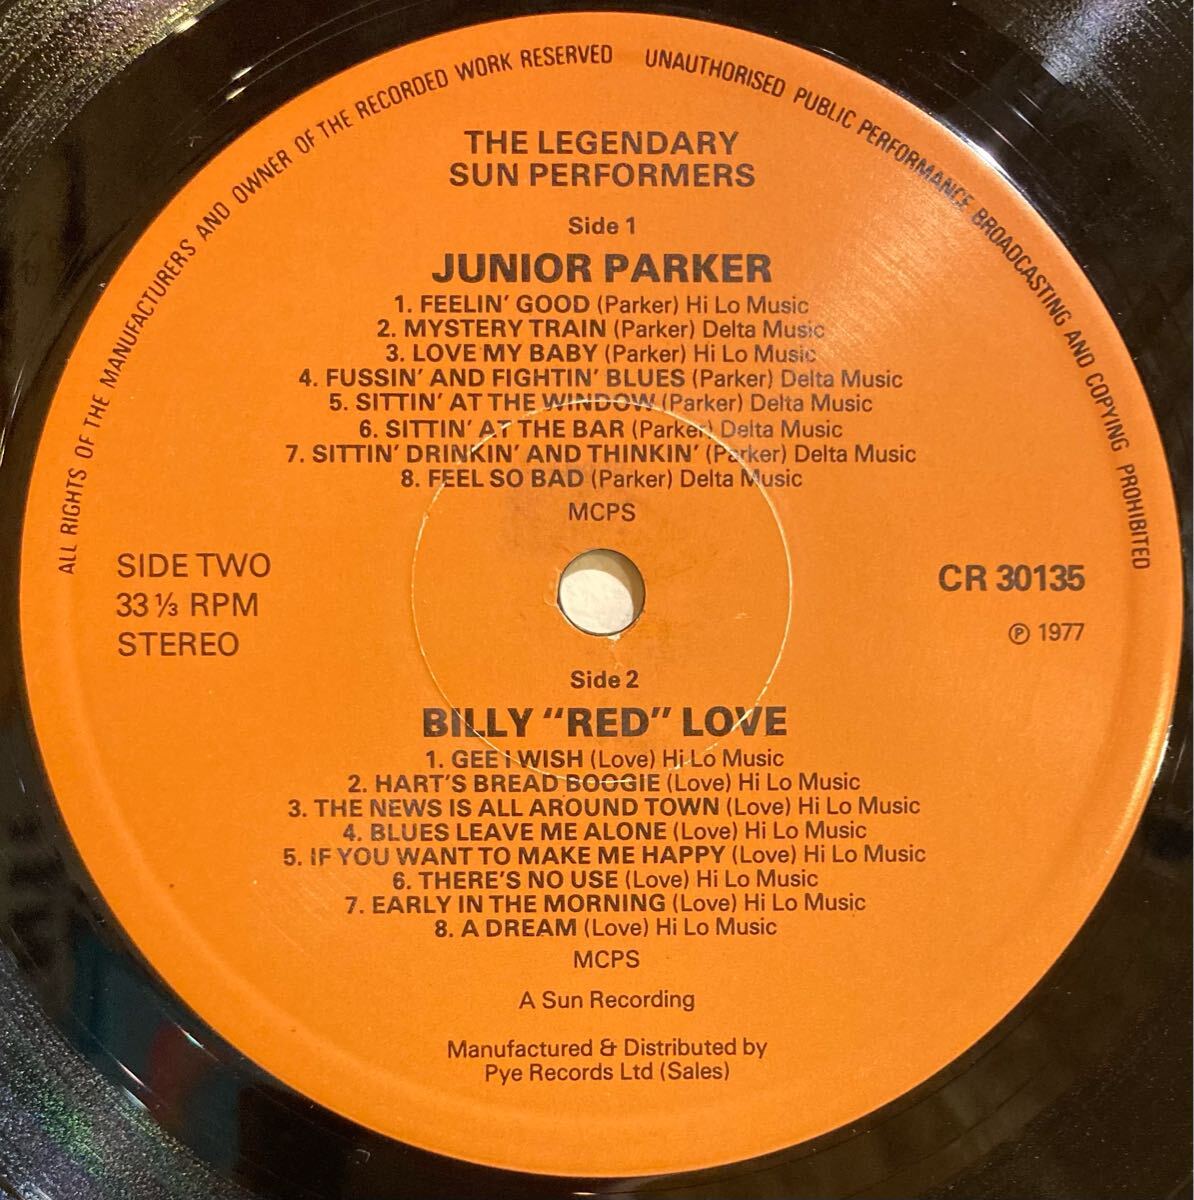 ALL RIGHTS OF THE MANUFACTURERS AND OWNER OF THE RECORDED WORK RESERVED UNAUTHORISED PUBLIC PERFORMANCE BROADCASTING AND COPYING PROHIBITED
THE LEGENDARY
SUN PERFORMERS
Side 1
JUNIOR PARKER
1. FEELIN' GOOD (Parker) Hi Lo Music
2. MYSTERY TRAIN (Parker) Delta Music
3. LOVE MY BABY (Parker) Hi Lo Music
4. FUSSIN' AND FIGHTIN' BLUES (Parker) Delta Music
5. SITTIN' AT THE WINDOW (Parker) Delta Music
6. SITTIN' AT THE BAR (Parker) Delta Music
7. SITTIN' DRINKIN' AND THINKIN' (Parker) Delta Music
8. FEEL SO BAD (Parker) Delta Music
MCPS
SIDE TWO
33 ⅓ RPM
STEREO
CR 30135
℗ 1977
Side 2
BILLY "RED" LOVE
1. GEE I WISH (Love) Hi Lo Music
2. HART'S BREAD BOOGIE (Love) Hi Lo Music
3. THE NEWS IS ALL AROUND TOWN (Love) Hi Lo Music
4. BLUES LEAVE ME ALONE (Love) Hi Lo Music
5. IF YOU WANT TO MAKE ME HAPPY (Love) Hi Lo Music
6. THERE'S NO USE (Love) Hi Lo Music
7. EARLY IN THE MORNING (Love) Hi Lo Music
8. A DREAM (Love) Hi Lo Music
MCPS
A Sun Recording
Manufactured & Distributed by
Pye Records Ltd (Sales)